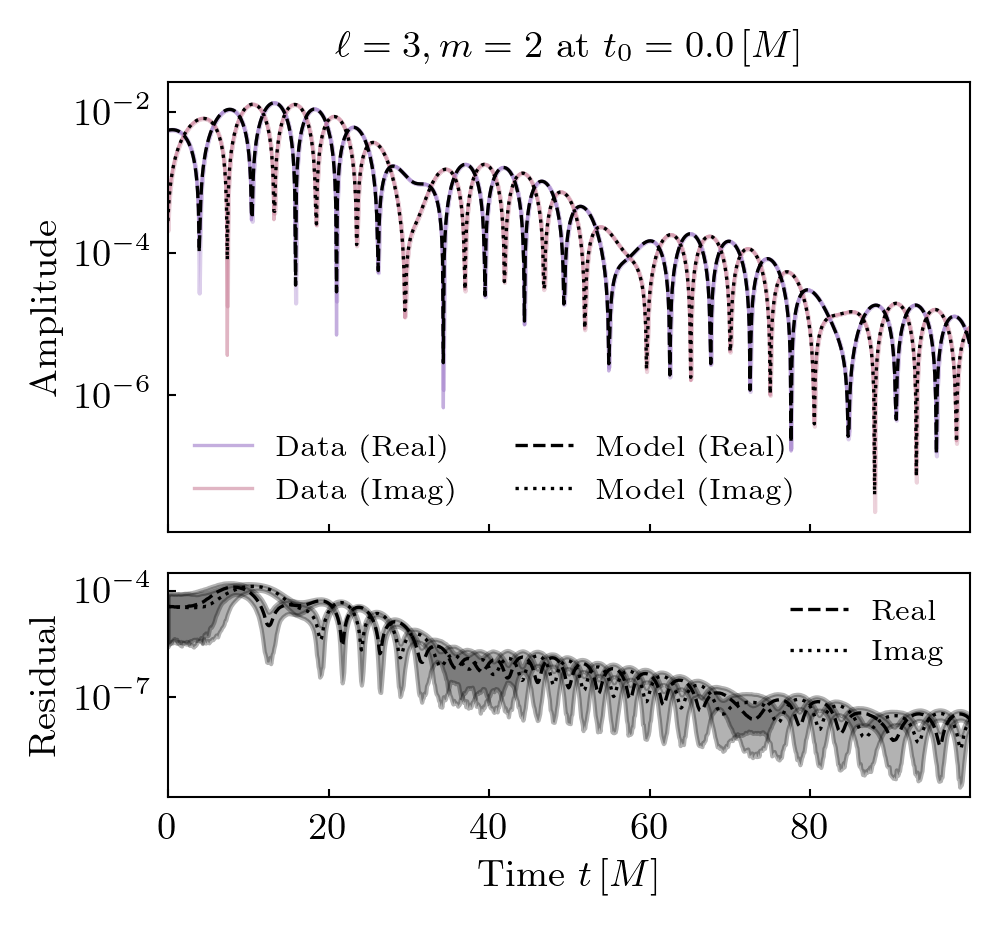 ℓ = 3, m = 2 at t₀ = 0.0 [M]
10⁻²
10⁻⁴
10⁻⁶
Amplitude
Data (Real)
Data (Imag)
Model (Real)
Model (Imag)
10⁻⁴
10⁻⁷
Residual
Real
Imag
0 20 40 60 80
Time t [M]